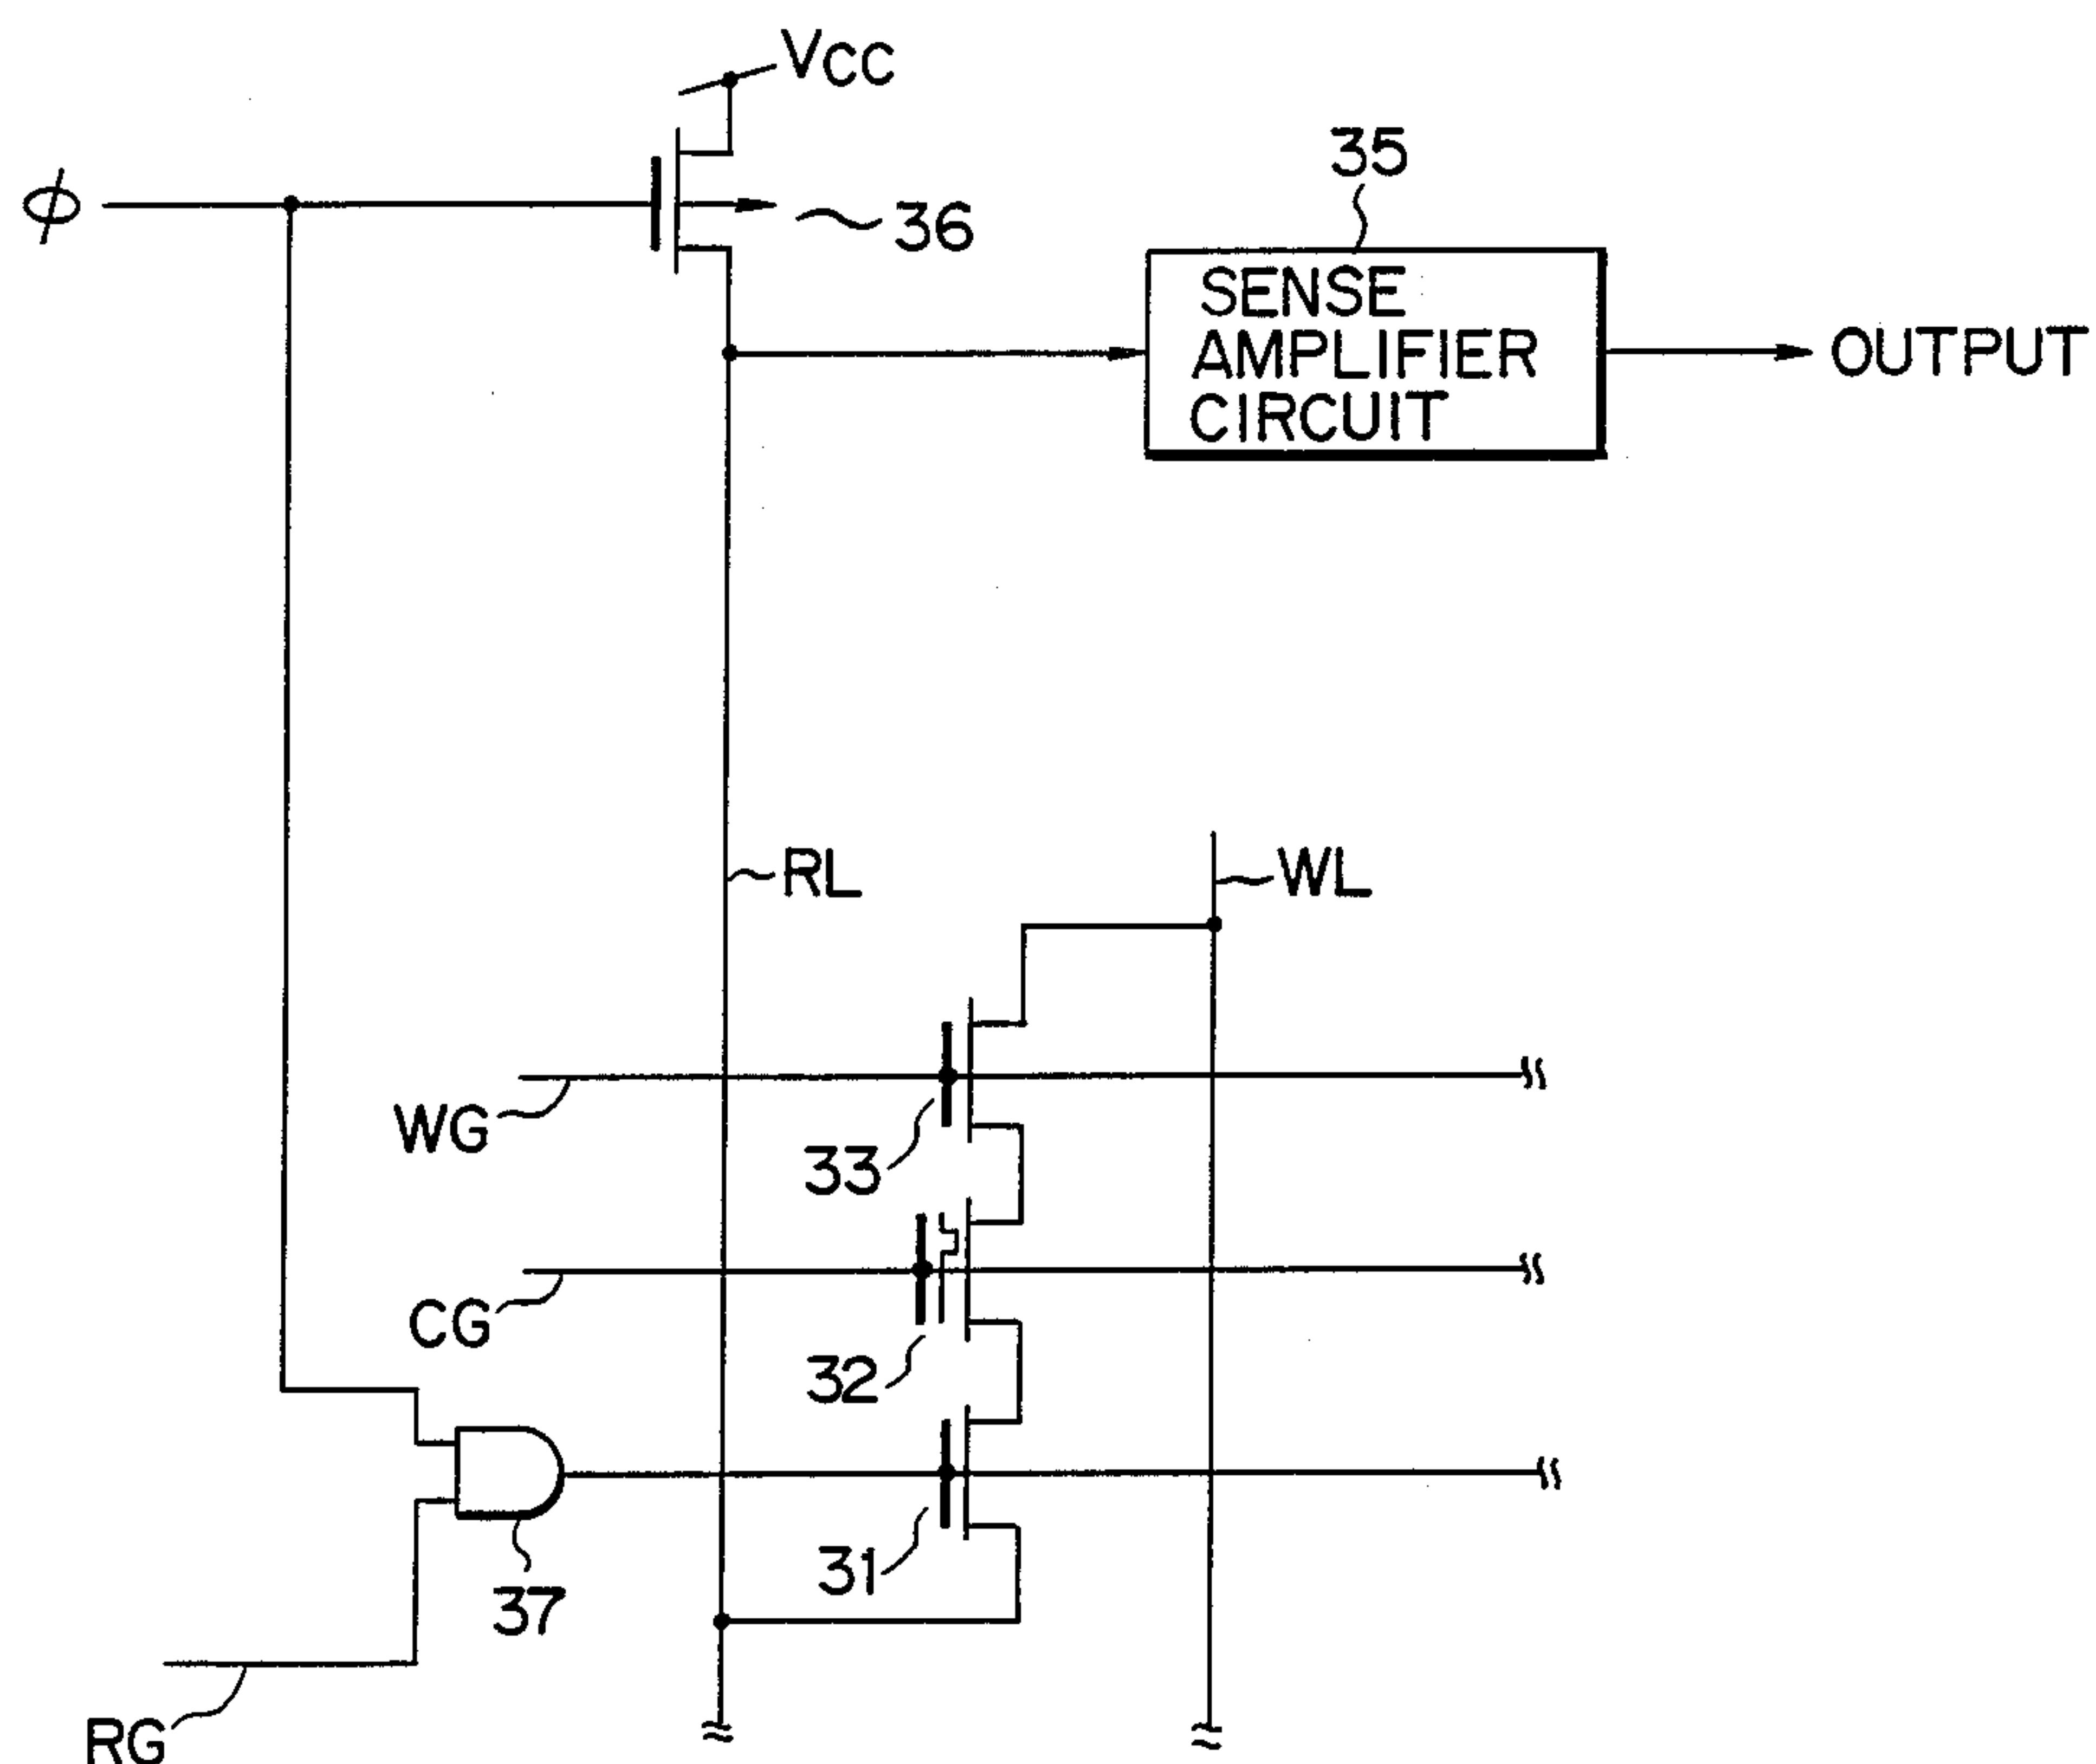 VCC
35
ϕ
36
SENSE
AMPLIFIER
CIRCUIT
OUTPUT
RL
WL
WG
33
CG
32
31
37
RG